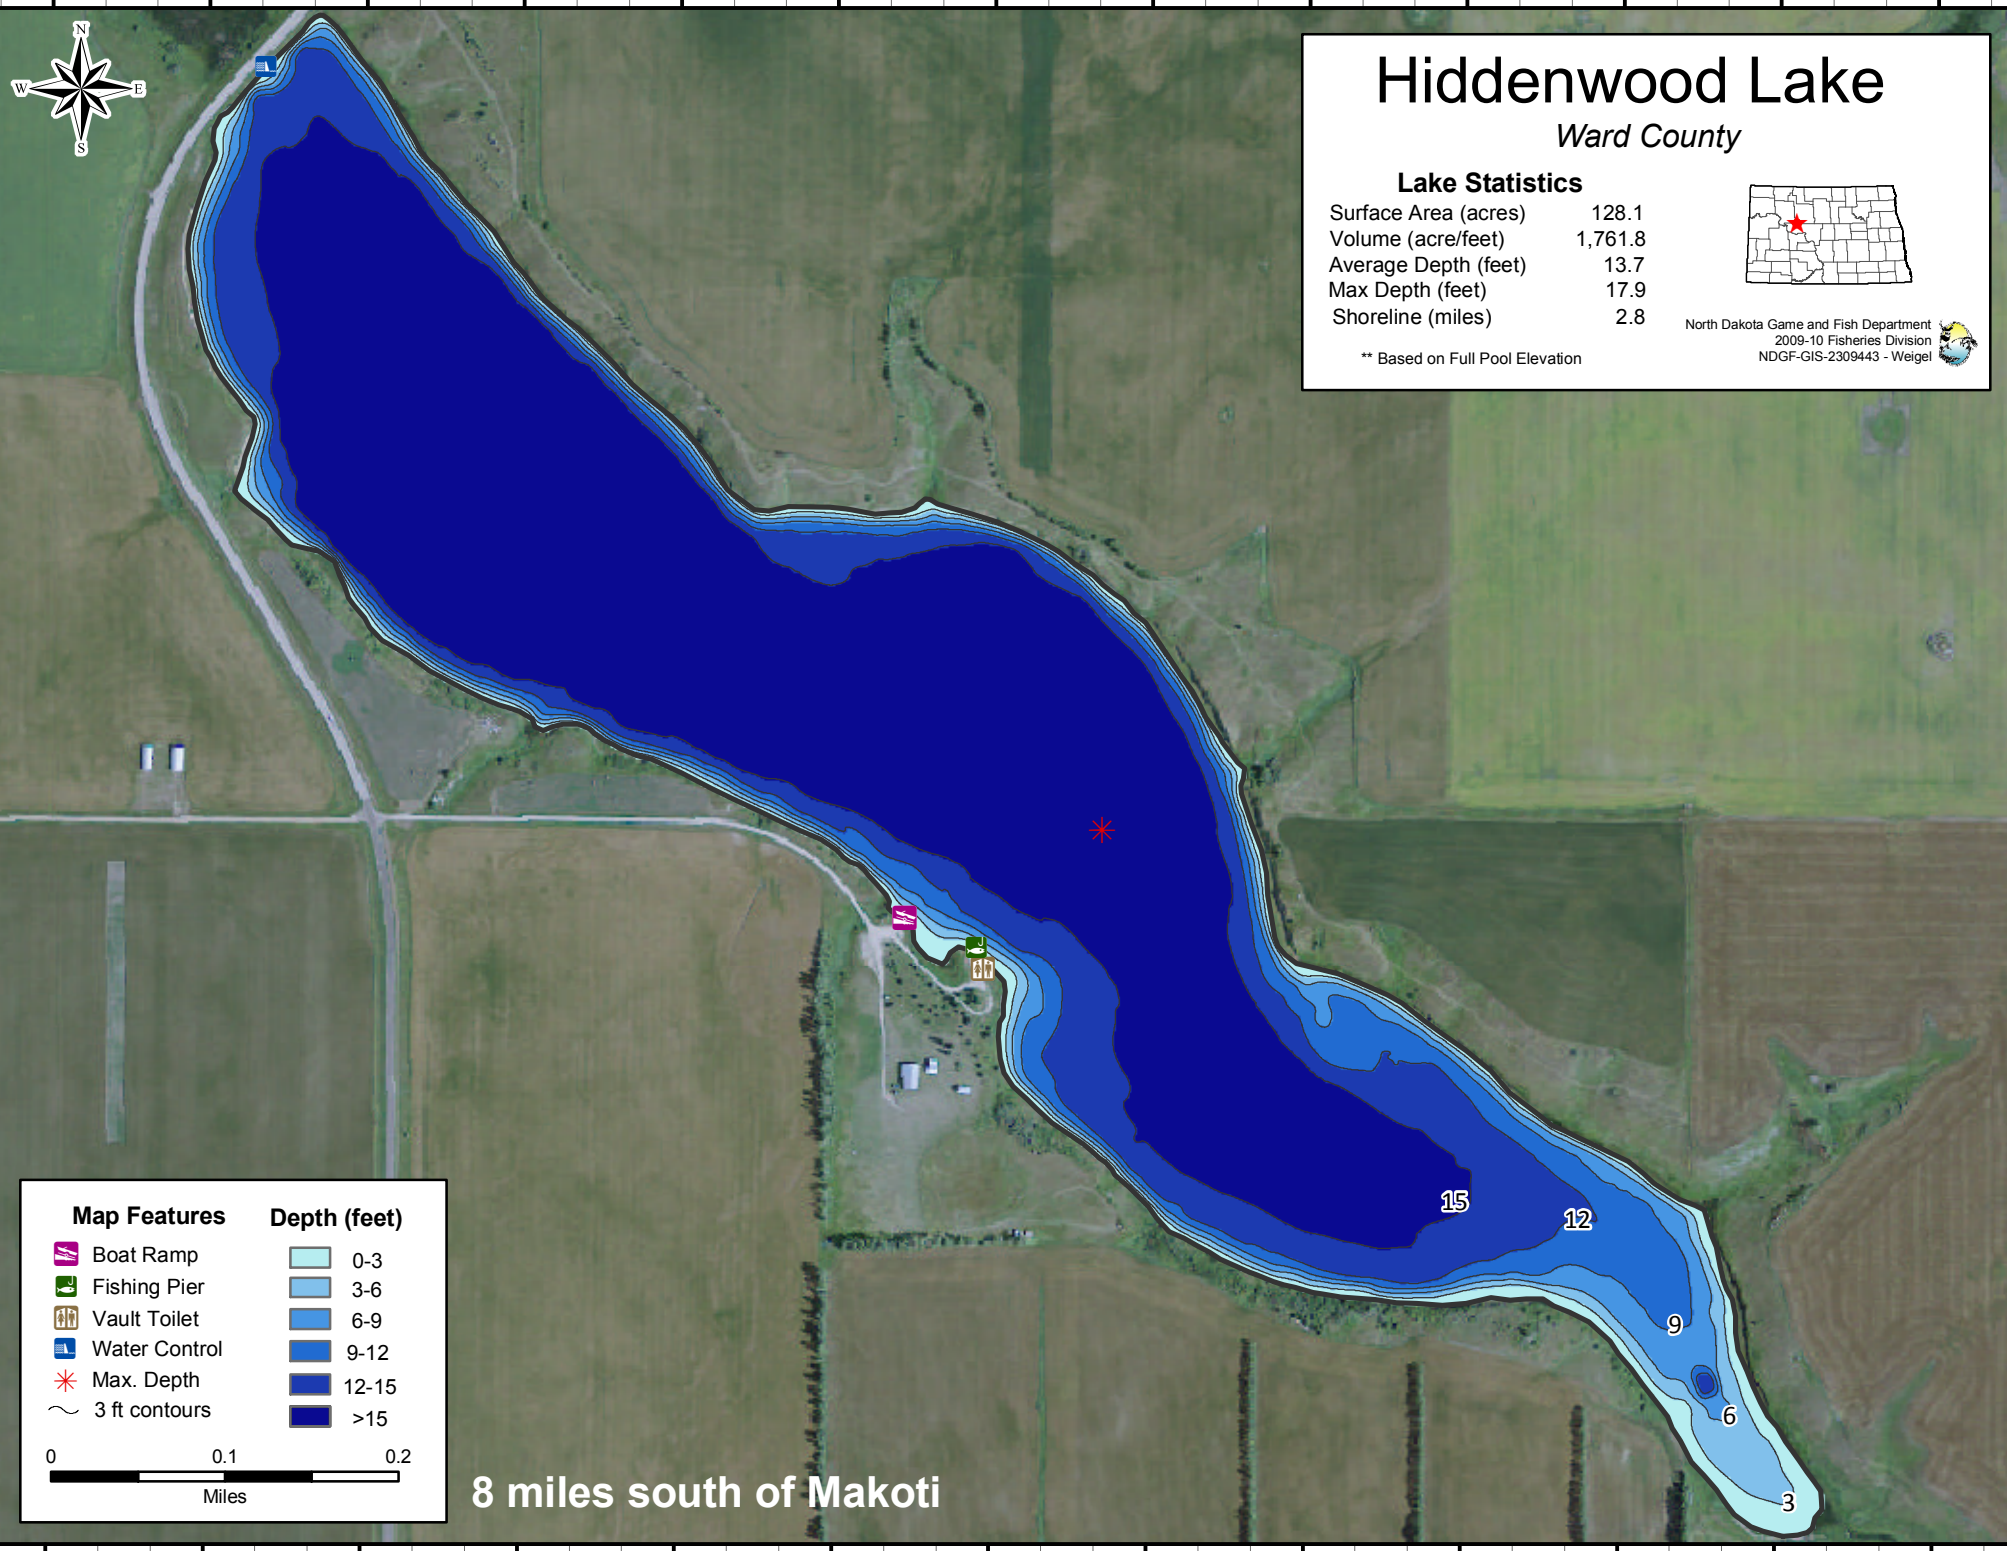 N
W E
S
Hiddenwood Lake
Ward County
Lake Statistics
Surface Area (acres) 128.1
Volume (acre/feet) 1,761.8
Average Depth (feet) 13.7
Max Depth (feet) 17.9
Shoreline (miles) 2.8
** Based on Full Pool Elevation
North Dakota Game and Fish Department
2009-10 Fisheries Division
NDGF-GIS-2309443 - Weigel
15
12
9
6
3
Map Features Depth (feet)
Boat Ramp 0-3
Fishing Pier 3-6
Vault Toilet 6-9
Water Control 9-12
Max. Depth 12-15
3 ft contours >15
0 0.1 0.2
Miles
8 miles south of Makoti